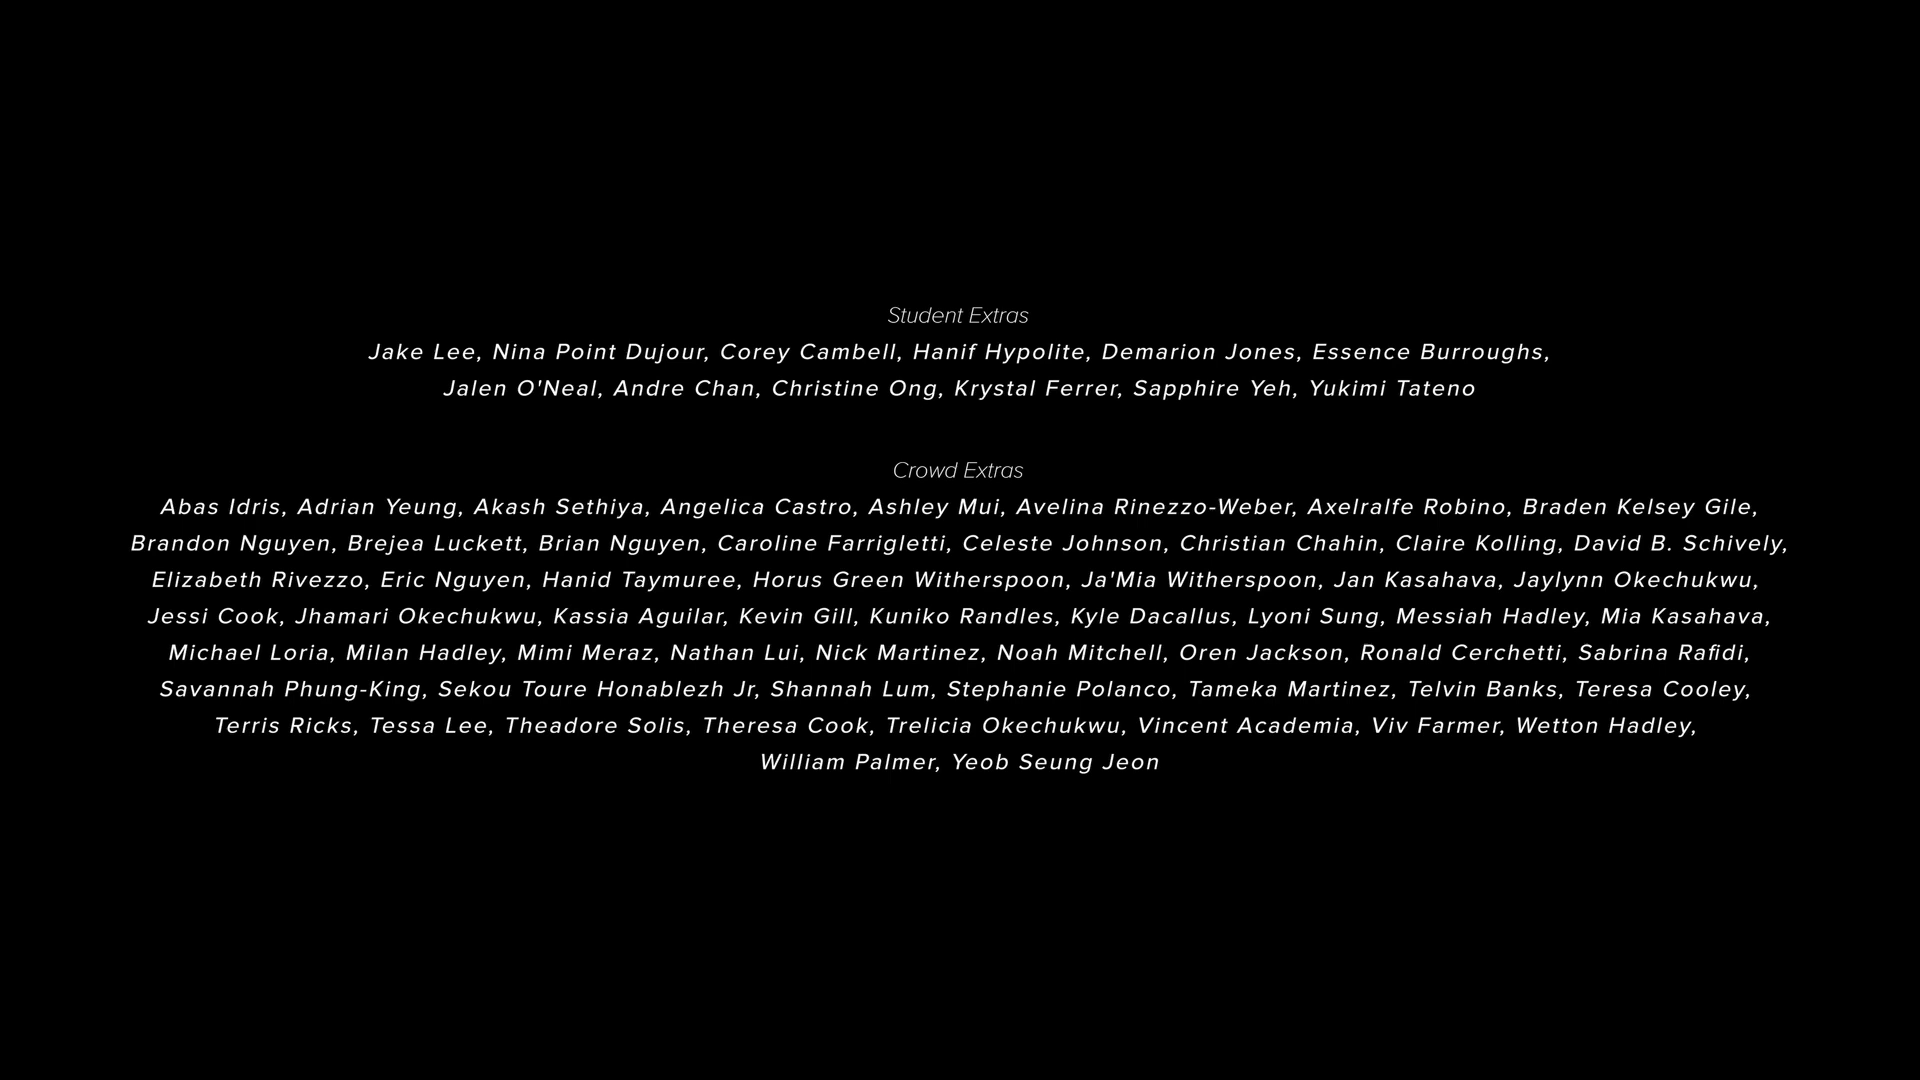 Student Extras
Jake Lee, Nina Point Dujour, Corey Cambell, Hanif Hypolite, Demarion Jones, Essence Burroughs,
Jalen O'Neal, Andre Chan, Christine Ong, Krystal Ferrer, Sapphire Yeh, Yukimi Tateno
Crowd Extras
Abas Idris, Adrian Yeung, Akash Sethiya, Angelica Castro, Ashley Mui, Avelina Rinezzo-Weber, Axelralfe Robino, Braden Kelsey Gile,
Brandon Nguyen, Brejea Luckett, Brian Nguyen, Caroline Farrigletti, Celeste Johnson, Christian Chahin, Claire Kolling, David B. Schively,
Elizabeth Rivezzo, Eric Nguyen, Hanid Taymuree, Horus Green Witherspoon, Ja'Mia Witherspoon, Jan Kasahava, Jaylynn Okechukwu,
Jessi Cook, Jhamari Okechukwu, Kassia Aguilar, Kevin Gill, Kuniko Randles, Kyle Dacallus, Lyoni Sung, Messiah Hadley, Mia Kasahava,
Michael Loria, Milan Hadley, Mimi Meraz, Nathan Lui, Nick Martinez, Noah Mitchell, Oren Jackson, Ronald Cerchetti, Sabrina Rafidi,
Savannah Phung-King, Sekou Toure Honablezh Jr, Shannah Lum, Stephanie Polanco, Tameka Martinez, Telvin Banks, Teresa Cooley,
Terris Ricks, Tessa Lee, Theadore Solis, Theresa Cook, Trelicia Okechukwu, Vincent Academia, Viv Farmer, Wetton Hadley,
William Palmer, Yeob Seung Jeon